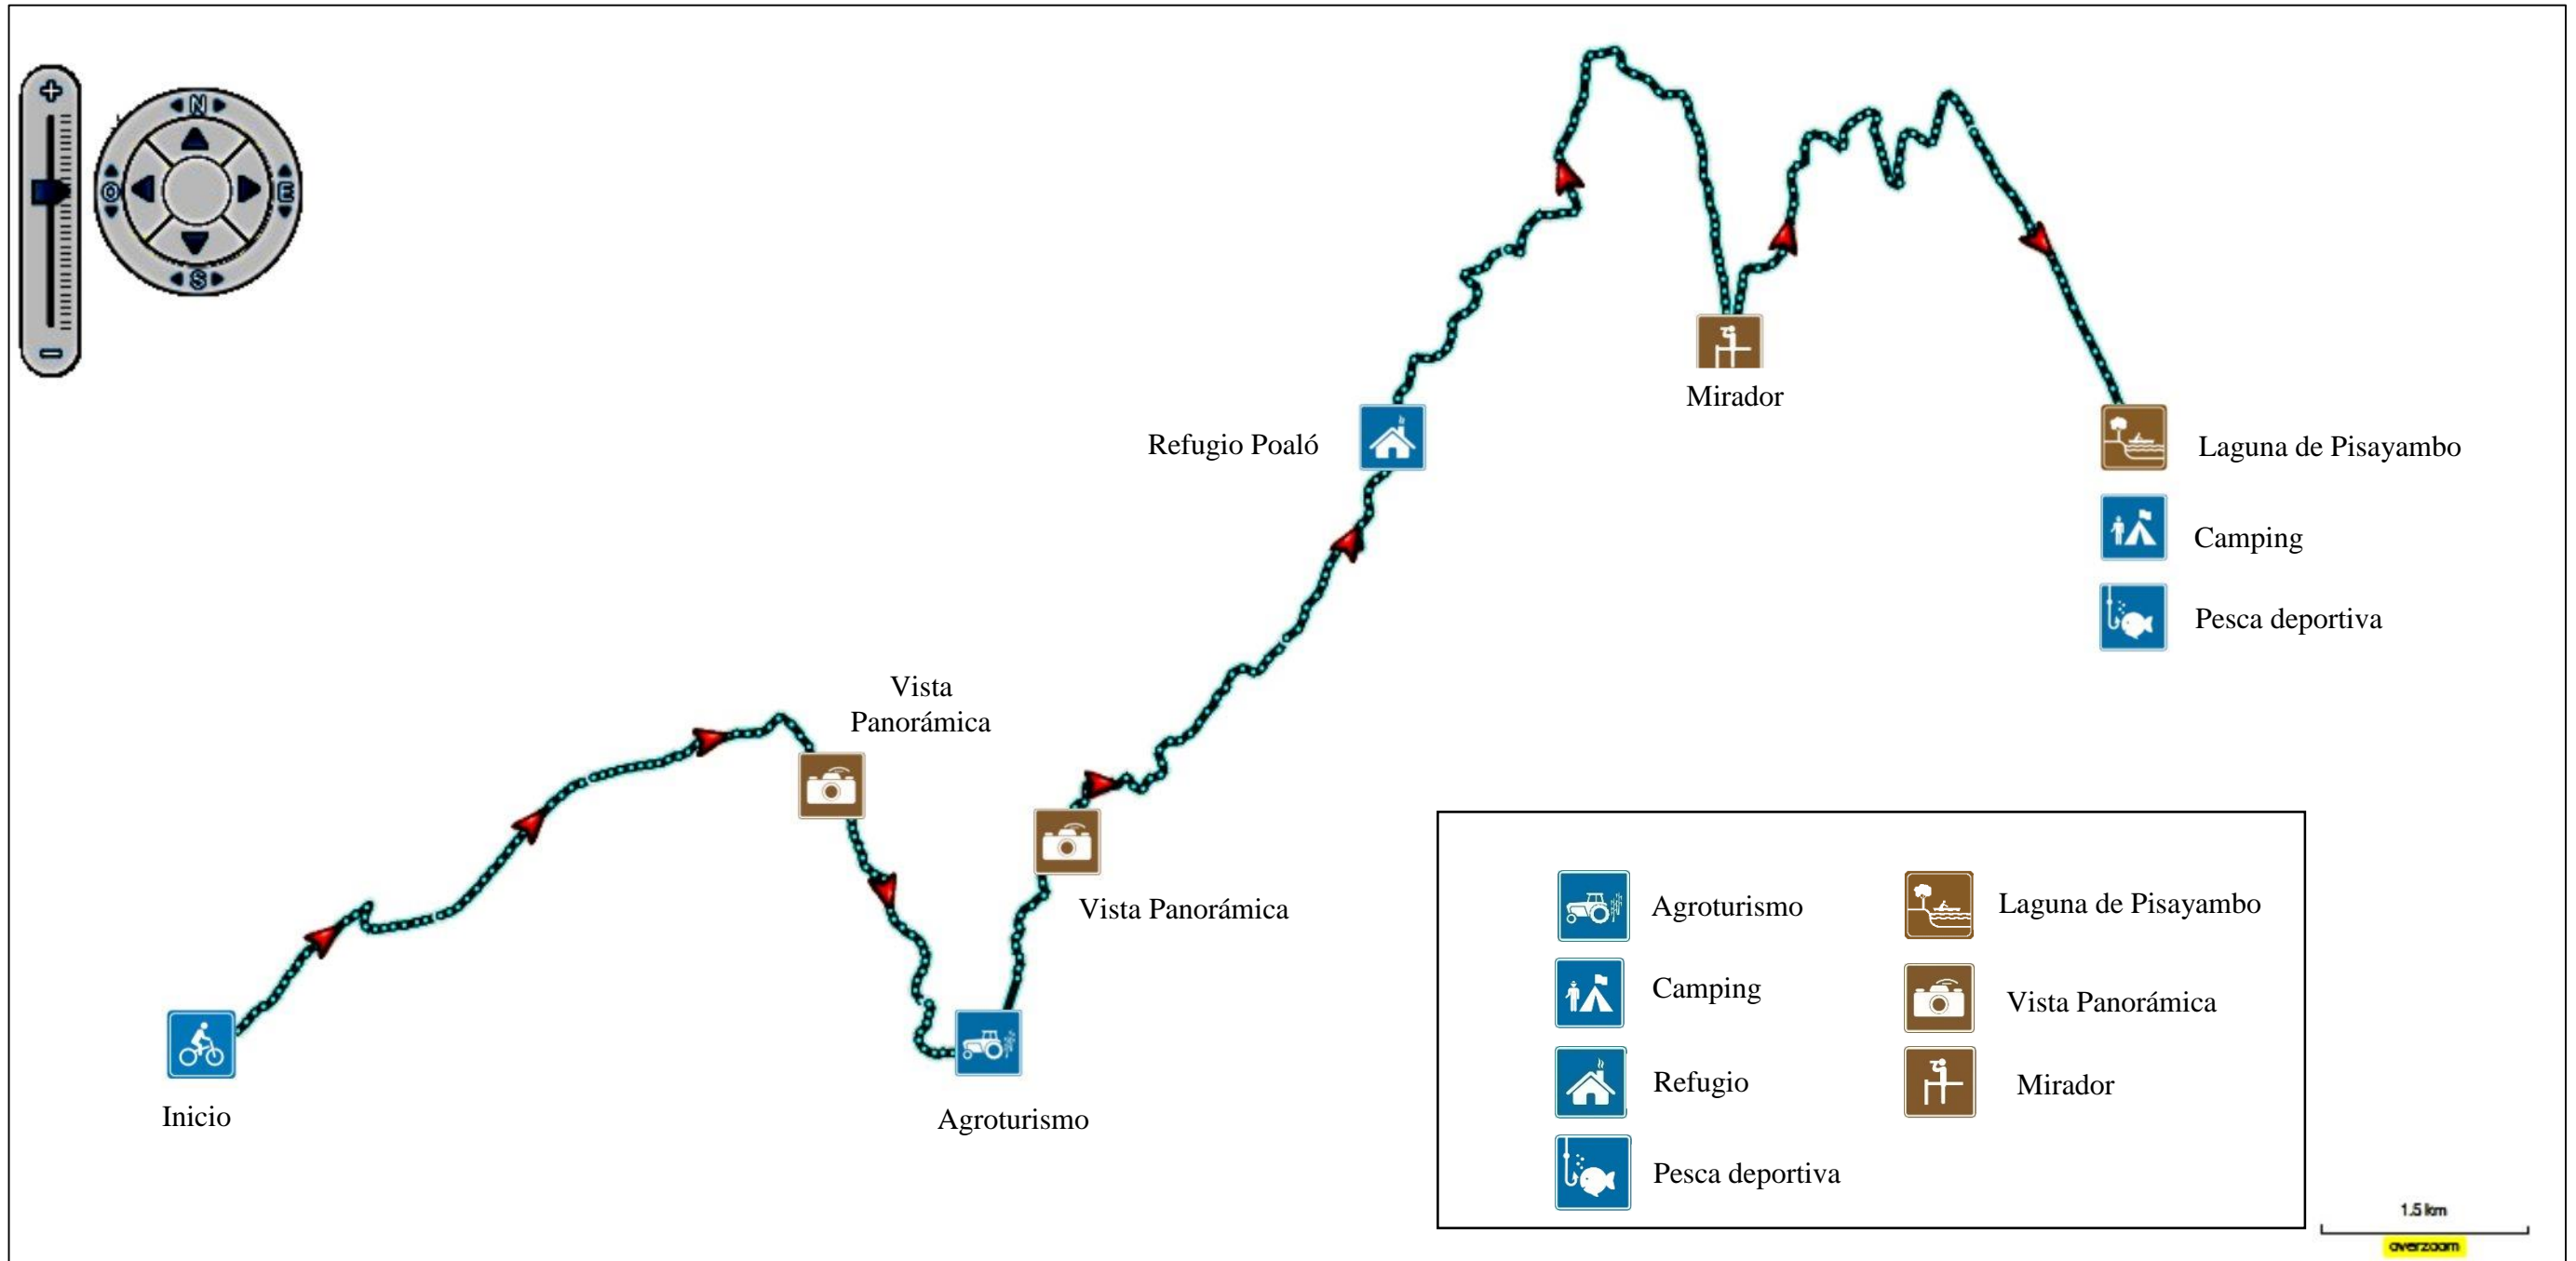 N
O
E
S
Mirador
Refugio Poaló
Laguna de Pisayambo
Camping
Pesca deportiva
Vista
Panorámica
Vista Panorámica
Inicio
Agroturismo
Agroturismo
Laguna de Pisayambo
Camping
Vista Panorámica
Refugio
Mirador
Pesca deportiva
1.5 km
overzoom